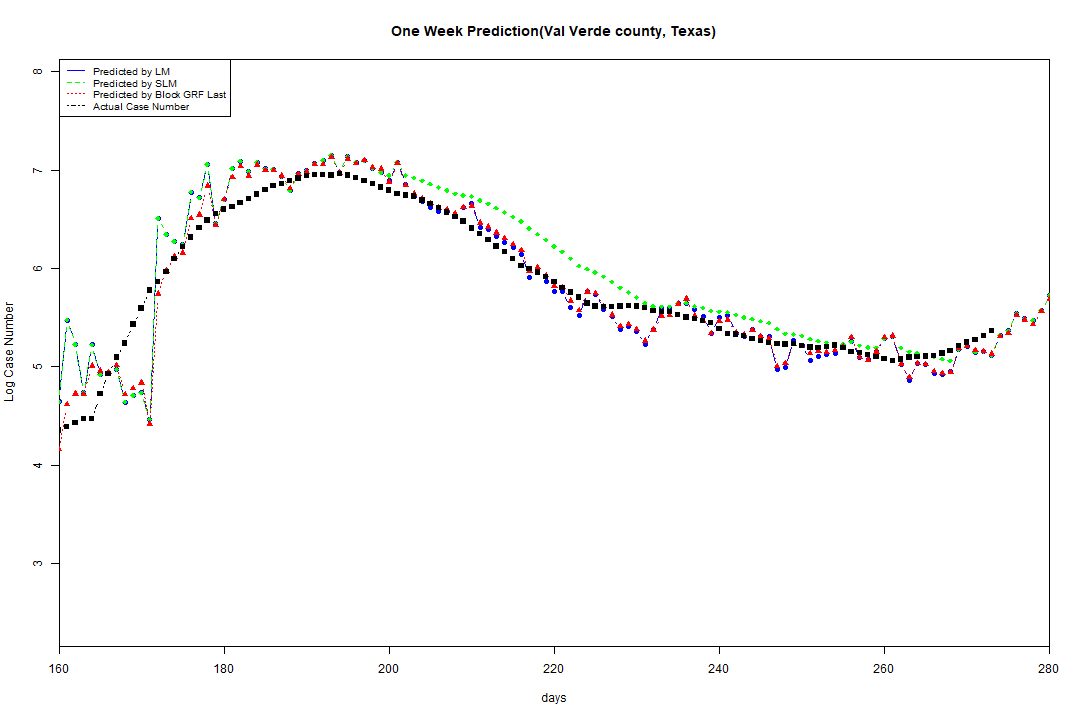 One Week Prediction(Val Verde county, Texas)
Predicted by LM
Predicted by SLM
Predicted by Block GRF Last
Actual Case Number
8
7
6
5
4
3
Log Case Number
160 180 200 220 240 260 280
days